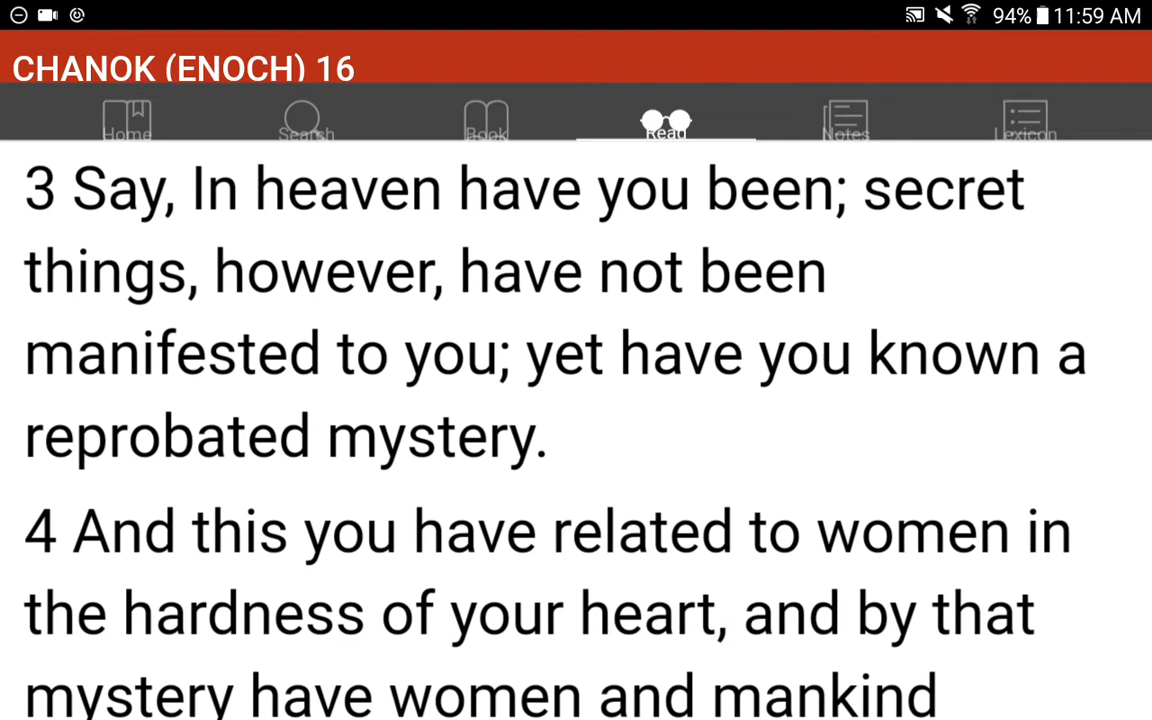 94% 11:59 AM
CHANOK (ENOCH) 16
Home Search Book Read Notes Lexicon
3 Say, In heaven have you been; secret
things, however, have not been
manifested to you; yet have you known a
reprobated mystery.
4 And this you have related to women in
the hardness of your heart, and by that
mystery have women and mankind